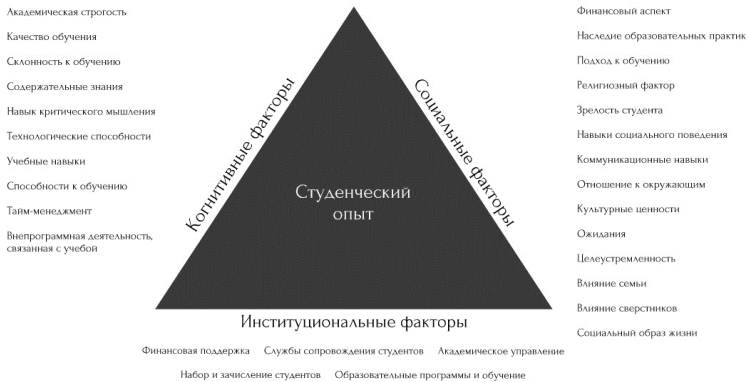 Академическая строгость
Качество обучения
Склонность к обучению
Содержательные знания
Навык критического мышления
Технологические способности
Учебные навыки
Способности к обучению
Тайм-менеджмент
Внепрограммная деятельность,
связанная с учебой
Когнитивные факторы
Студенческий
опыт
Социальные факторы
Финансовый аспект
Наследие образовательных практик
Подход к обучению
Религиозный фактор
Зрелость студента
Навыки социального поведения
Коммуникационные навыки
Отношение к окружающим
Культурные ценности
Ожидания
Целеустремленность
Влияние семьи
Влияние сверстников
Социальный образ жизни
Институциональные факторы
Финансовая поддержка Службы сопровождения студентов Академическое управление
Набор и зачисление студентов Образовательные программы и обучение